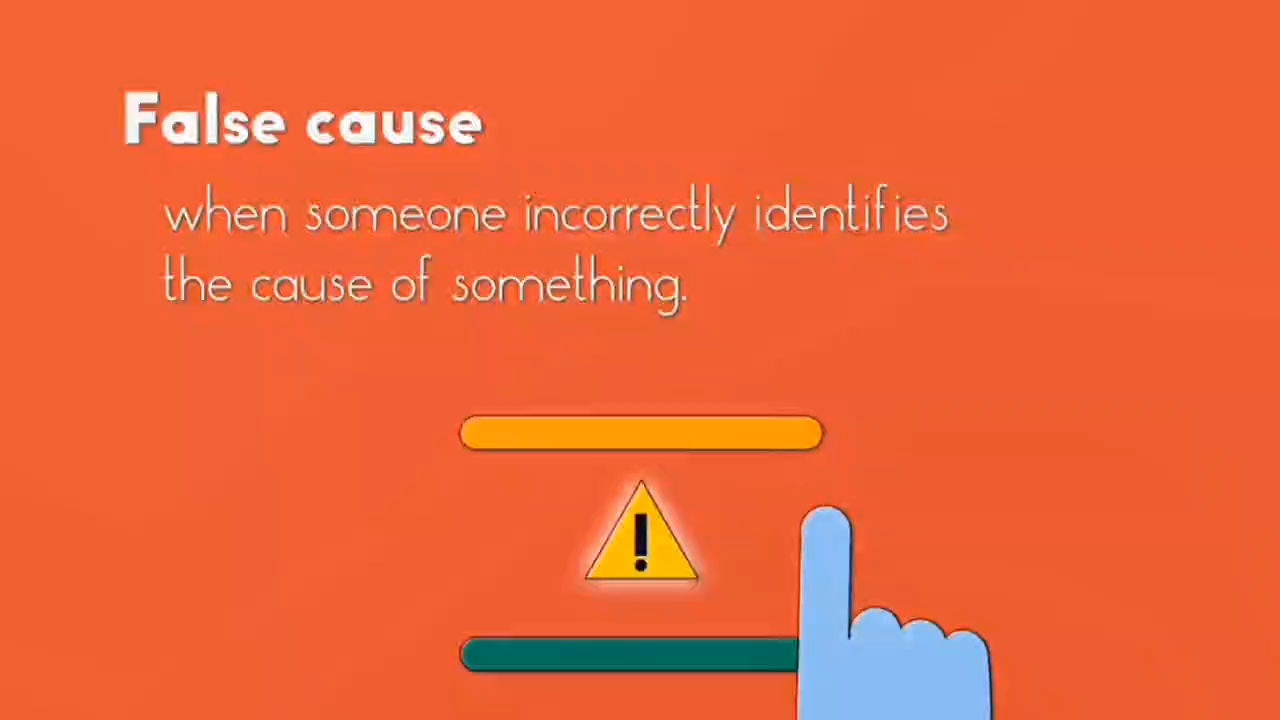 False cause
when someone incorrectly identifies
the cause of something.
!